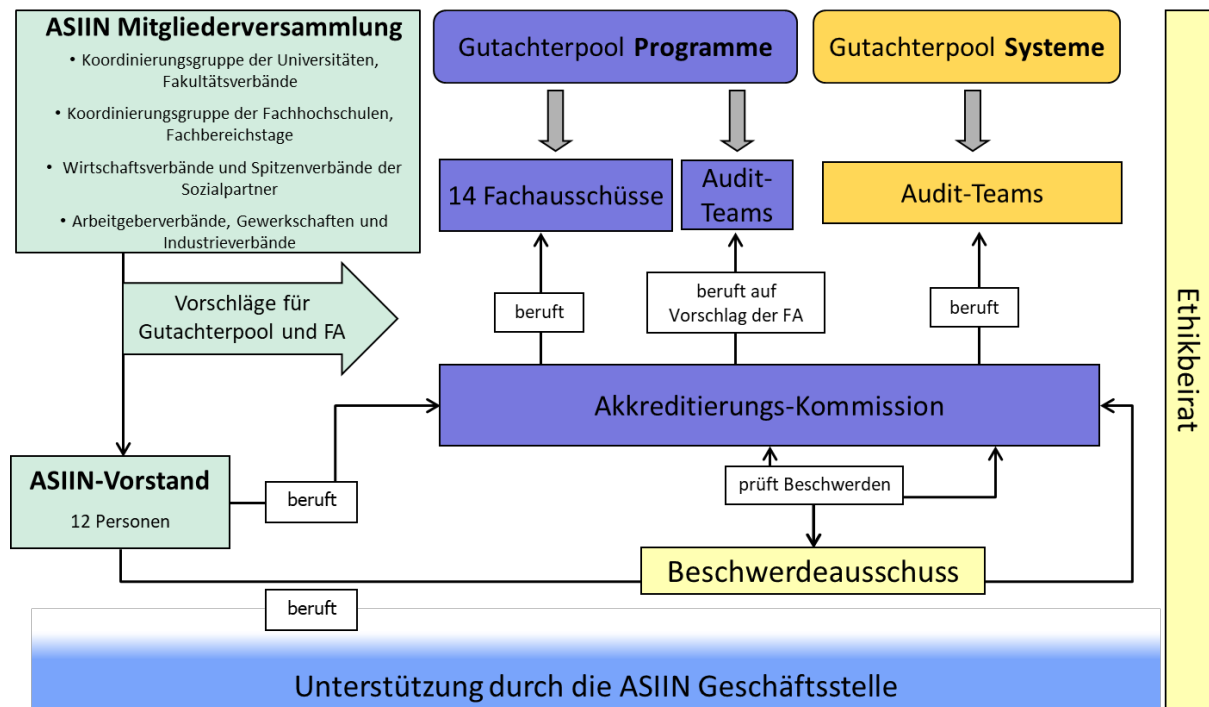 ASIIN Mitgliederversammlung
• Koordinierungsgruppe der Universitäten,
Fakultätsverbände
• Koordinierungsgruppe der Fachhochschulen,
Fachbereichstage
• Wirtschaftsverbände und Spitzenverbände der
Sozialpartner
• Arbeitgeberverbände, Gewerkschaften und
Industrieverbände
Gutachterpool Programme
Gutachterpool Systeme
14 Fachausschüsse
Audit-
Teams
Audit-Teams
Vorschläge für
Gutachterpool und FA
beruft
beruft auf
Vorschlag der FA
beruft
Akkreditierungs-Kommission
ASIIN-Vorstand
12 Personen
beruft
prüft Beschwerden
Beschwerdeausschuss
beruft
Ethikbeirat
Unterstützung durch die ASIIN Geschäftsstelle